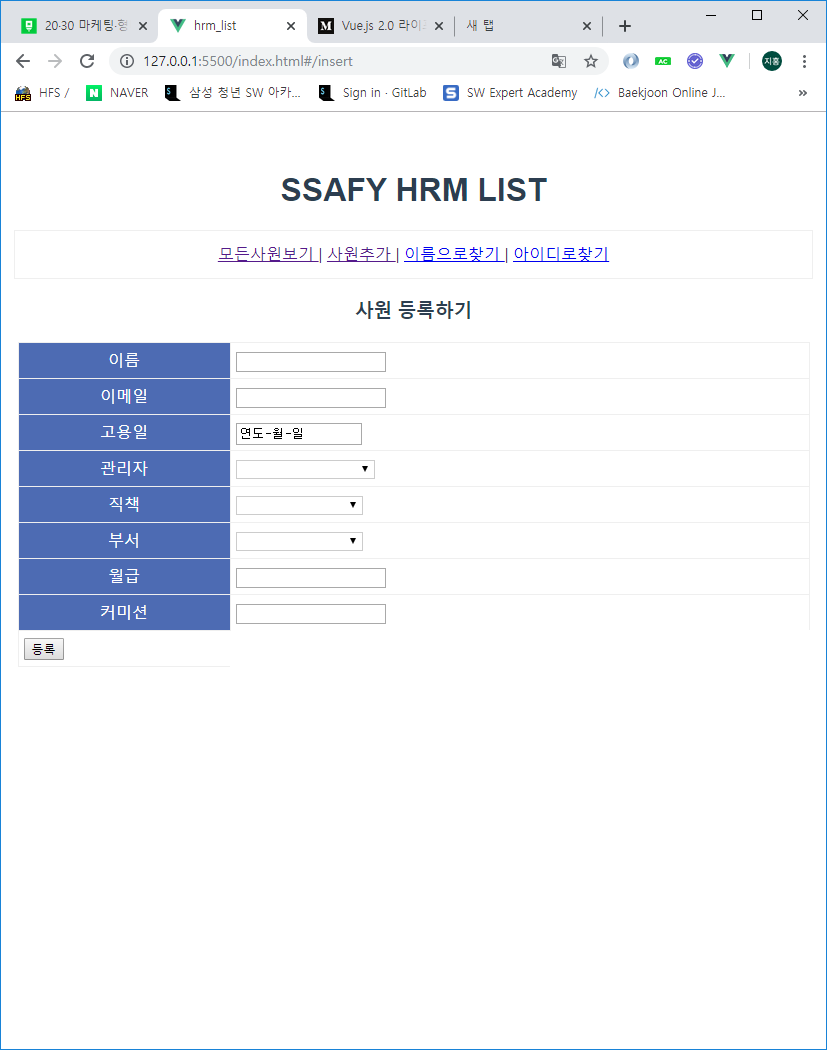 20·30 마케팅·형
hrm_list
Vue.js 2.0 라이
새 탭
127.0.0.1:5500/index.html#/insert
AC
지홍
HFS / NAVER 삼성 청년 SW 아카... Sign in · GitLab SW Expert Academy Baekjoon Online J... »
SSAFY HRM LIST
모든사원보기 | 사원추가 | 이름으로찾기 | 아이디로찾기
사원 등록하기
이름
이메일
고용일 연도-월-일
관리자
직책
부서
월급
커미션
등록